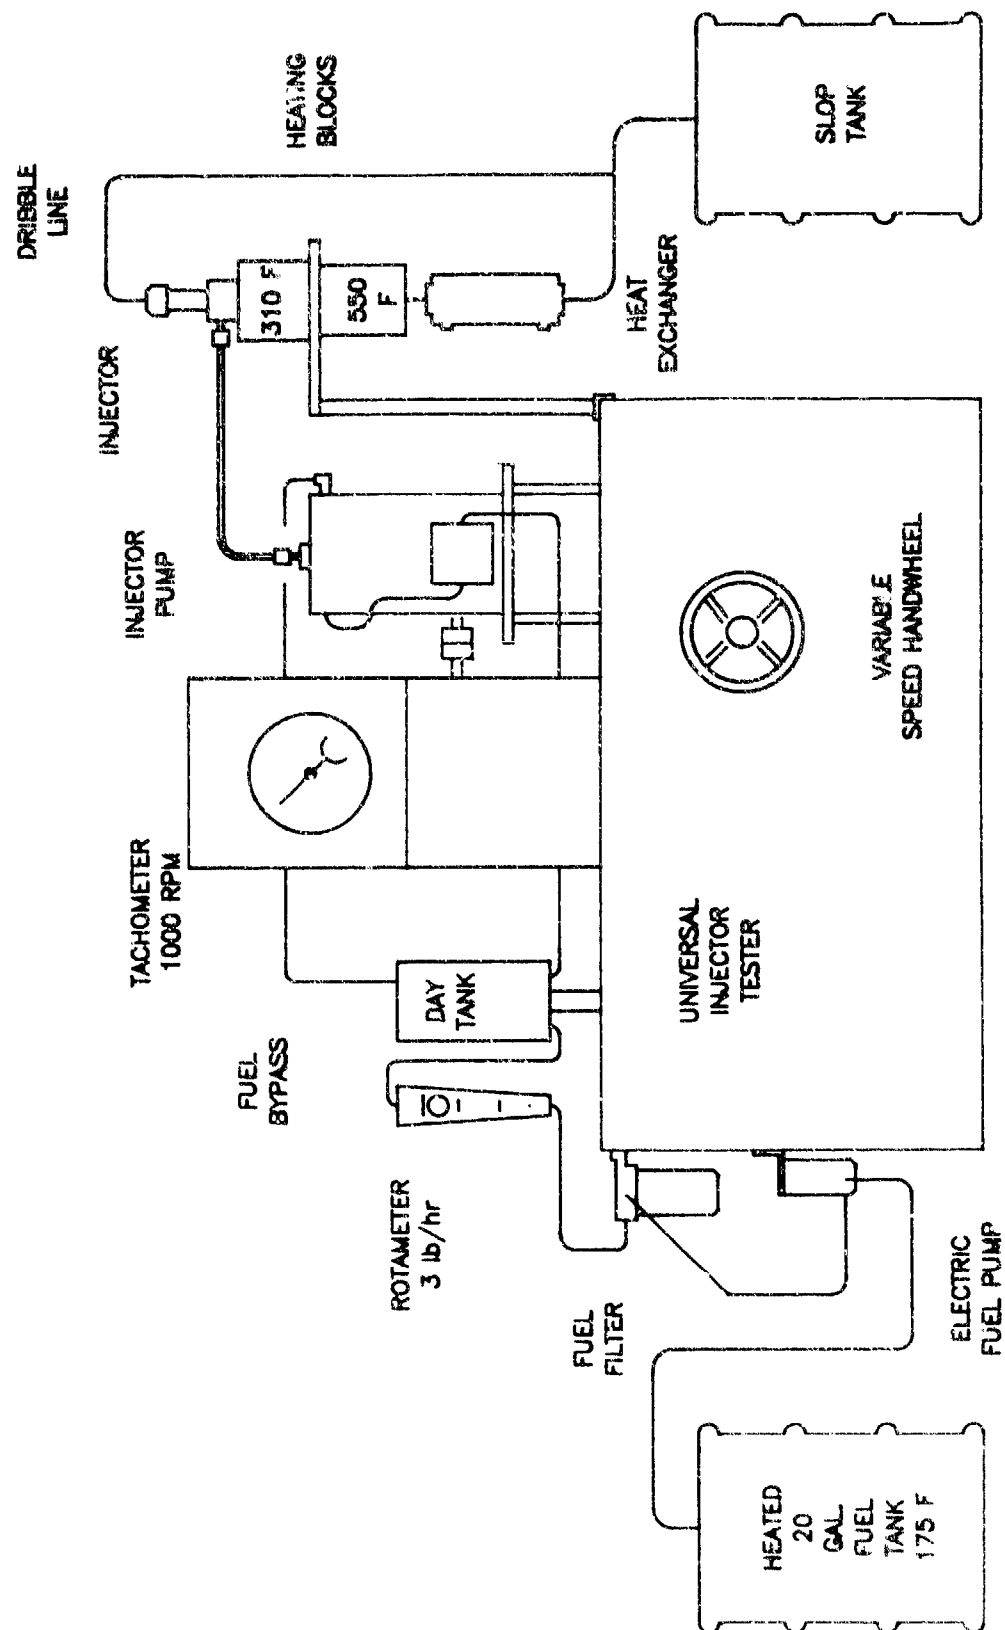 DRIBBLE
LINE
HEATING
BLOCKS
INJECTOR
INJECTOR
PUMP
TACHOMETER
1000 RPM
FUEL
BYPASS
ROTAMETER
3 lb/hr
FUEL
FILTER
DAY
TANK
310 F
550
F
HEAT
EXCHANGER
SLOP
TANK
UNIVERSAL
INJECTOR
TESTER
VARIABLE
SPEED HANDWHEEL
ELECTRIC
FUEL PUMP
HEATED
20
GAL
FUEL
TANK
175 F